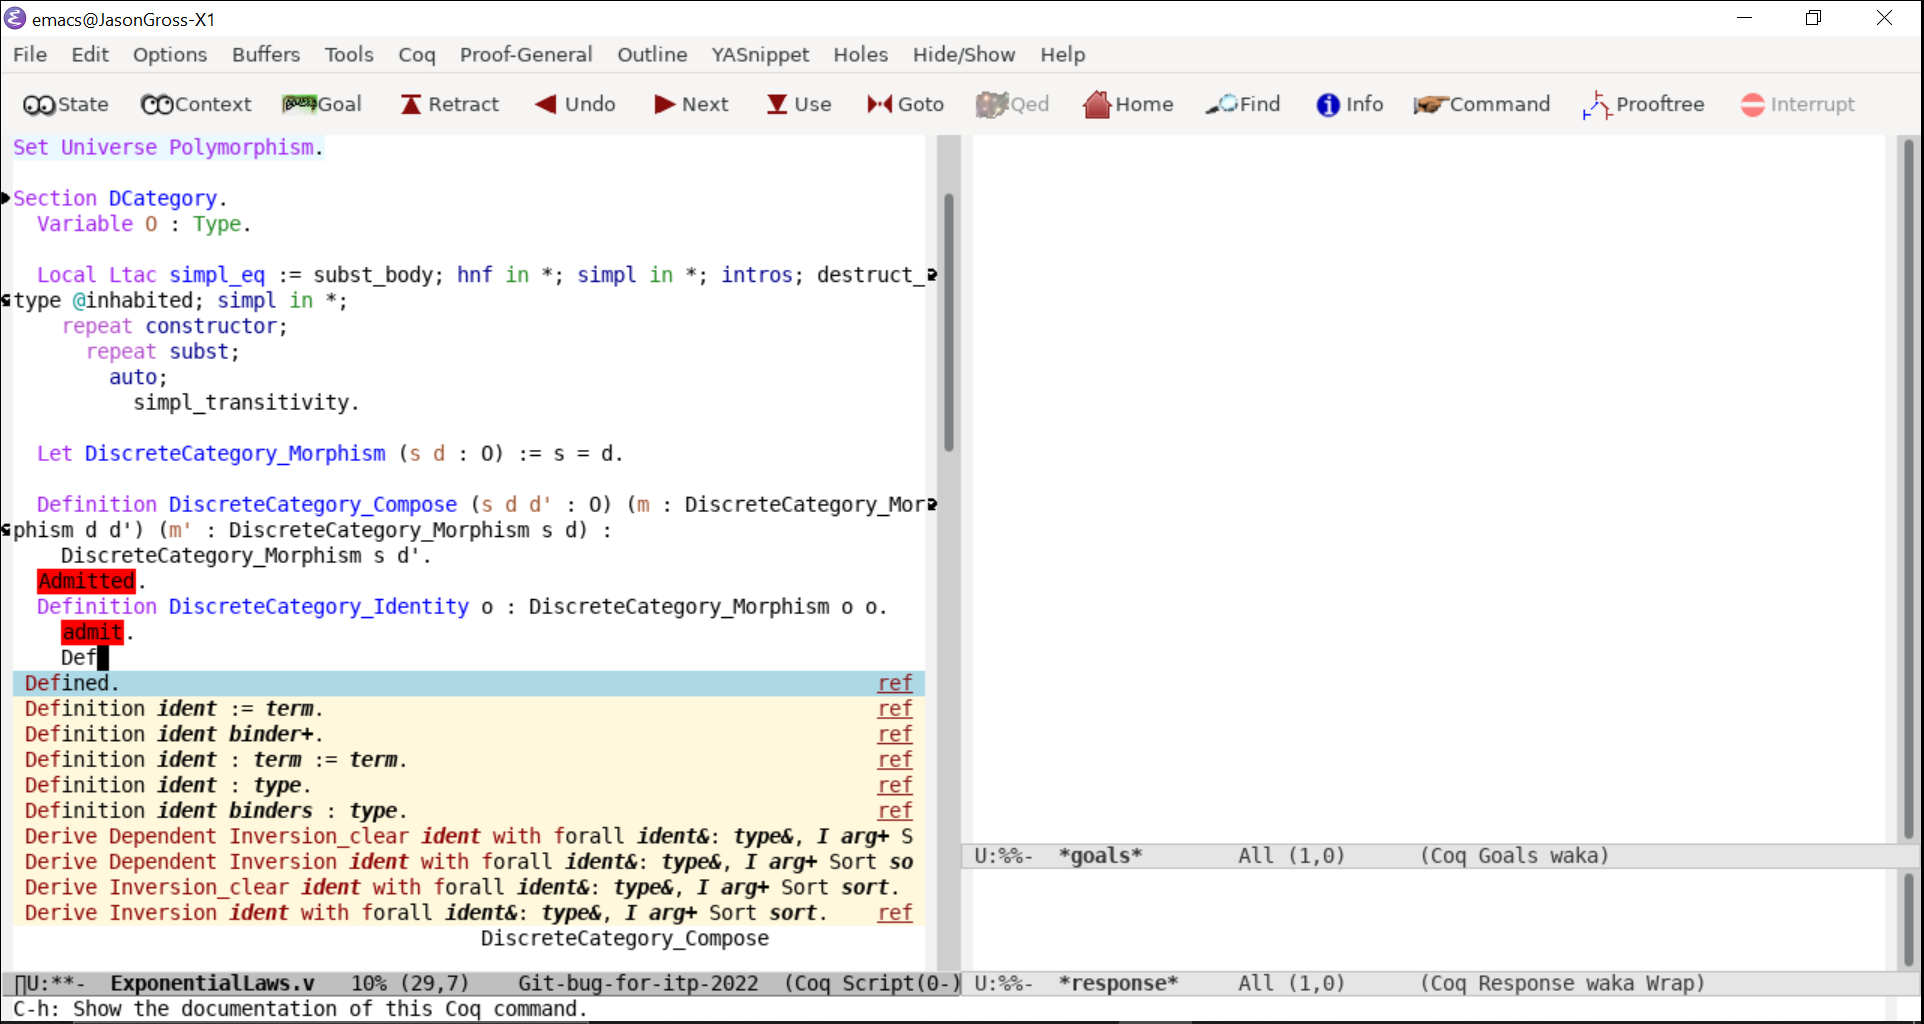 emacs@JasonGross-X1
File Edit Options Buffers Tools Coq Proof-General Outline YASnippet Holes Hide/Show Help
State Context Goal Retract Undo Next Use Goto Qed Home Find Info Command Prooftree Interrupt
Set Universe Polymorphism.
Section DCategory.
Variable O : Type.
Local Ltac simpl_eq := subst_body; hnf in *; simpl in *; intros; destruct_
type @inhabited; simpl in *;
repeat constructor;
repeat subst;
auto;
simpl_transitivity.
Let DiscreteCategory_Morphism (s d : O) := s = d.
Definition DiscreteCategory_Compose (s d d' : O) (m : DiscreteCategory_Mor
phism d d') (m' : DiscreteCategory_Morphism s d) :
DiscreteCategory_Morphism s d'.
Admitted.
Definition DiscreteCategory_Identity o : DiscreteCategory_Morphism o o.
admit.
Def
Defined. ref
Definition ident := term. ref
Definition ident binder+. ref
Definition ident : term := term. ref
Definition ident : type. ref
Definition ident binders : type. ref
Derive Dependent Inversion_clear ident with forall ident&: type&, I arg+ S
Derive Dependent Inversion ident with forall ident&: type&, I arg+ Sort so
Derive Inversion_clear ident with forall ident&: type&, I arg+ Sort sort.
Derive Inversion ident with forall ident&: type&, I arg+ Sort sort. ref
DiscreteCategory_Compose
U:**- ExponentialLaws.v 10% (29,7) Git-bug-for-itp-2022 (Coq Script(0-)
U:%%- *goals* All (1,0) (Coq Goals waka)
U:%%- *response* All (1,0) (Coq Response waka Wrap)
C-h: Show the documentation of this Coq command.